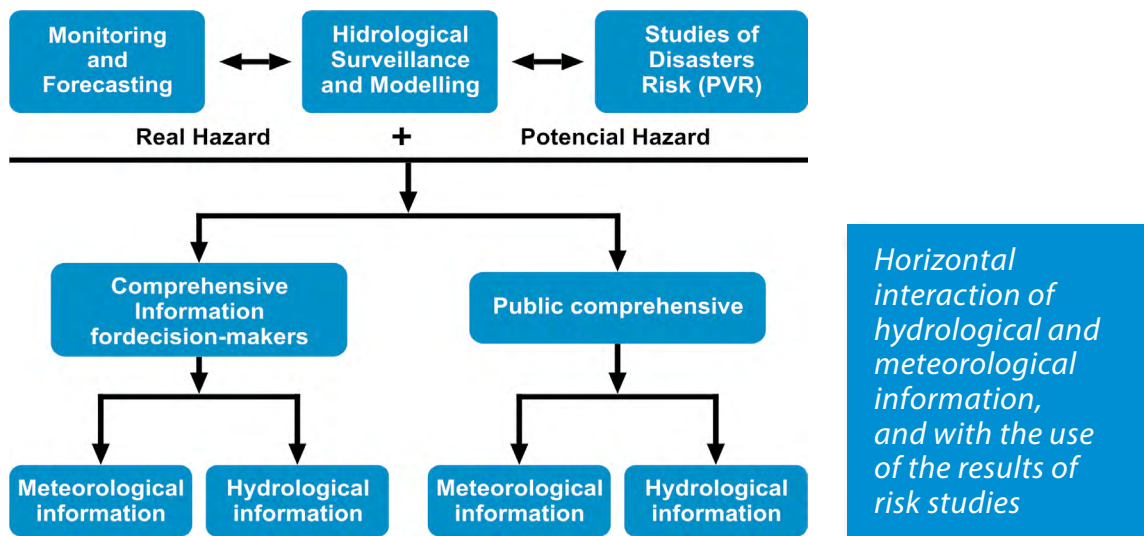 Monitoring
and
Forecasting
Hidrological
Surveillance
and Modelling
Studies of
Disasters
Risk (PVR)
Real Hazard + Potencial Hazard
Comprehensive
Information
fordecision-makers
Public comprehensive
Meteorological
information
Hydrological
information
Meteorological
information
Hydrological
information
Horizontal
interaction of
hydrological and
meteorological
information,
and with the use
of the results of
risk studies